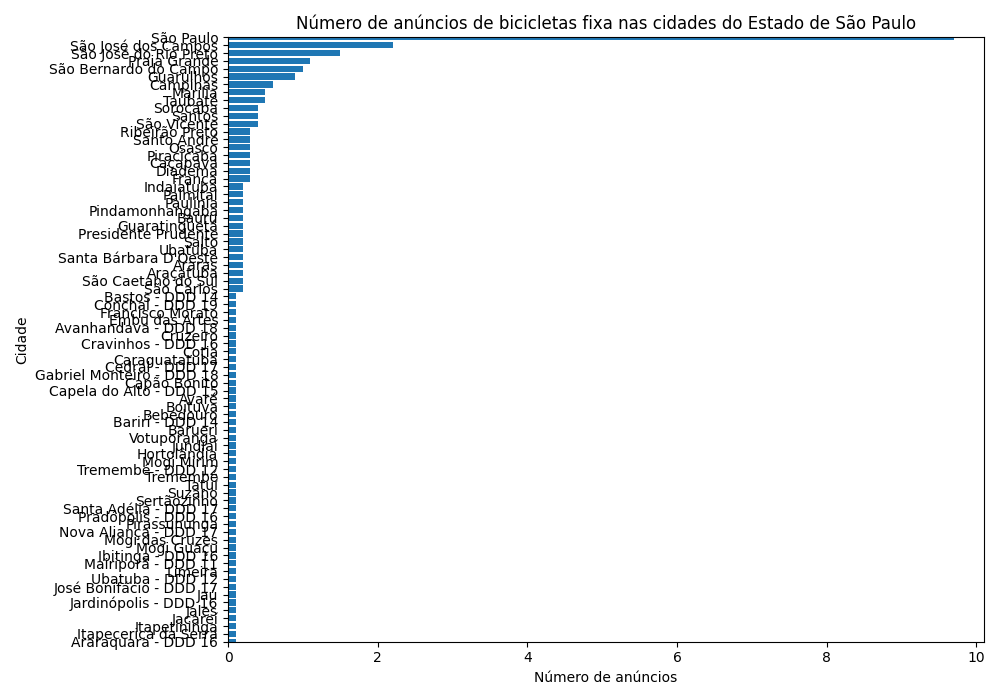 Número de anúncios de bicicletas fixa nas cidades do Estado de São Paulo
São Paulo
São José dos Campos
São José do Rio Preto
Praia Grande
São Bernardo do Campo
Guarulhos
Campinas
Marília
Taubaté
Sorocaba
Santos
São Vicente
Ribeirão Preto
Santo André
Osasco
Piracicaba
Caçapava
Diadema
Franca
Indaiatuba
Palmital
Paulínia
Pindamonhangaba
Bauru
Guaratinguetá
Presidente Prudente
Salto
Ubatuba
Santa Bárbara D'Oeste
Araras
Araçatuba
São Caetano do Sul
São Carlos
Bastos - DDD 14
Conchal - DDD 19
Francisco Morato
Embu das Artes
Avanhandava - DDD 18
Cruzeiro
Cravinhos - DDD 16
Cotia
Caraguatatuba
Cedral - DDD 17
Gabriel Monteiro - DDD 18
Capão Bonito
Capela do Alto - DDD 15
Avaré
Boituva
Bebedouro
Bariri - DDD 14
Barueri
Votuporanga
Jundiaí
Hortolândia
Mogi Mirim
Tremembé - DDD 12
Tremembé
Tatuí
Suzano
Sertãozinho
Santa Adélia - DDD 17
Pradópolis - DDD 16
Pirassununga
Nova Aliança - DDD 17
Mogi das Cruzes
Mogi Guaçu
Ibitinga - DDD 16
Mairiporã - DDD 11
Limeira
Ubatuba - DDD 12
José Bonifácio - DDD 17
Jaú
Jardinópolis - DDD 16
Jales
Jacareí
Itapetininga
Itapecerica da Serra
Araraquara - DDD 16
Cidade
0 2 4 6 8 10
Número de anúncios